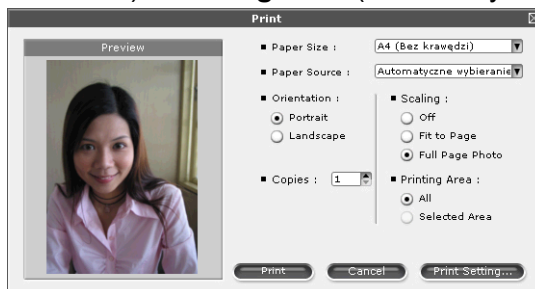 Print
Preview
Paper Size :
A4 (Bez krawędzi)
Paper Source :
Automatyczne wybieranie
Orientation :
Portrait
Landscape
Scaling :
Off
Fit to Page
Full Page Photo
Copies :
1
Printing Area :
All
Selected Area
Print
Cancel
Print Setting...